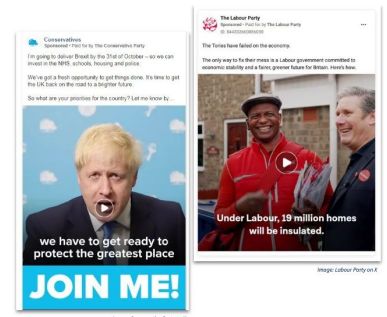 Conservatives
Sponsored • Paid for by The Conservative Party
I'm going to deliver Brexit by the 31st of October – so we can
invest in the NHS, schools, housing and police.
We've got a fresh opportunity to get things done. It's time to get
the UK back on the road to a brighter future.
So what are your priorities for the country? Let me know by...
we have to get ready to
protect the greatest place
JOIN ME!
The Labour Party
Sponsored • Paid for by The Labour Party
The Tories have failed on the economy.
The only way to fix their mess is a Labour government committed to
economic stability and a fairer, greater future for Britain. Here's how.
Under Labour, 19 million homes
will be insulated.
Image: Labour Party on X